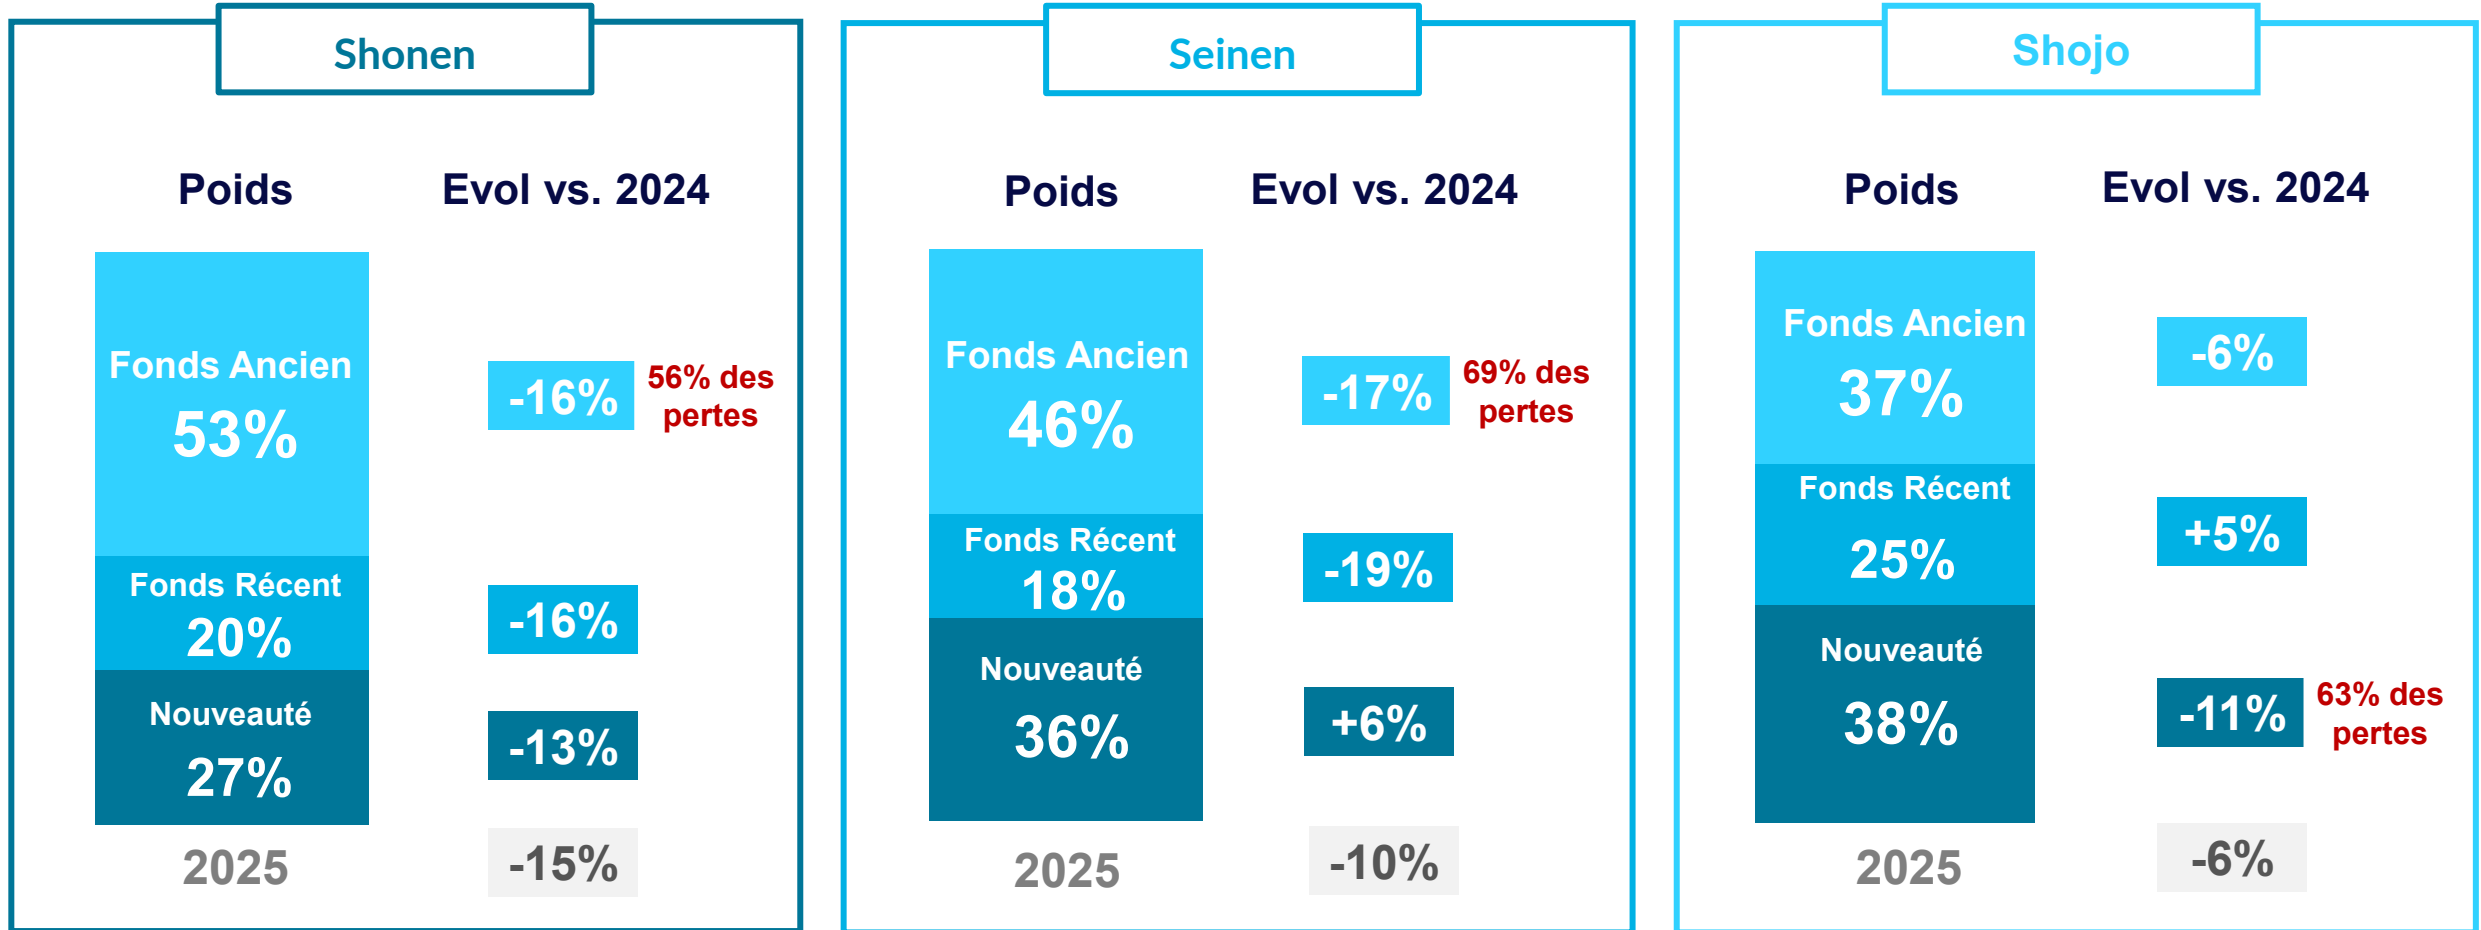 Shonen
Poids
Evol vs. 2024
Fonds Ancien
53%
-16%
56% des
pertes
Fonds Récent
20%
-16%
Nouveauté
27%
-13%
2025
-15%
Seinen
Poids
Evol vs. 2024
Fonds Ancien
46%
-17%
69% des
pertes
Fonds Récent
18%
-19%
Nouveauté
36%
+6%
2025
-10%
Shojo
Poids
Evol vs. 2024
Fonds Ancien
37%
-6%
Fonds Récent
25%
+5%
Nouveauté
38%
-11%
63% des
pertes
2025
-6%